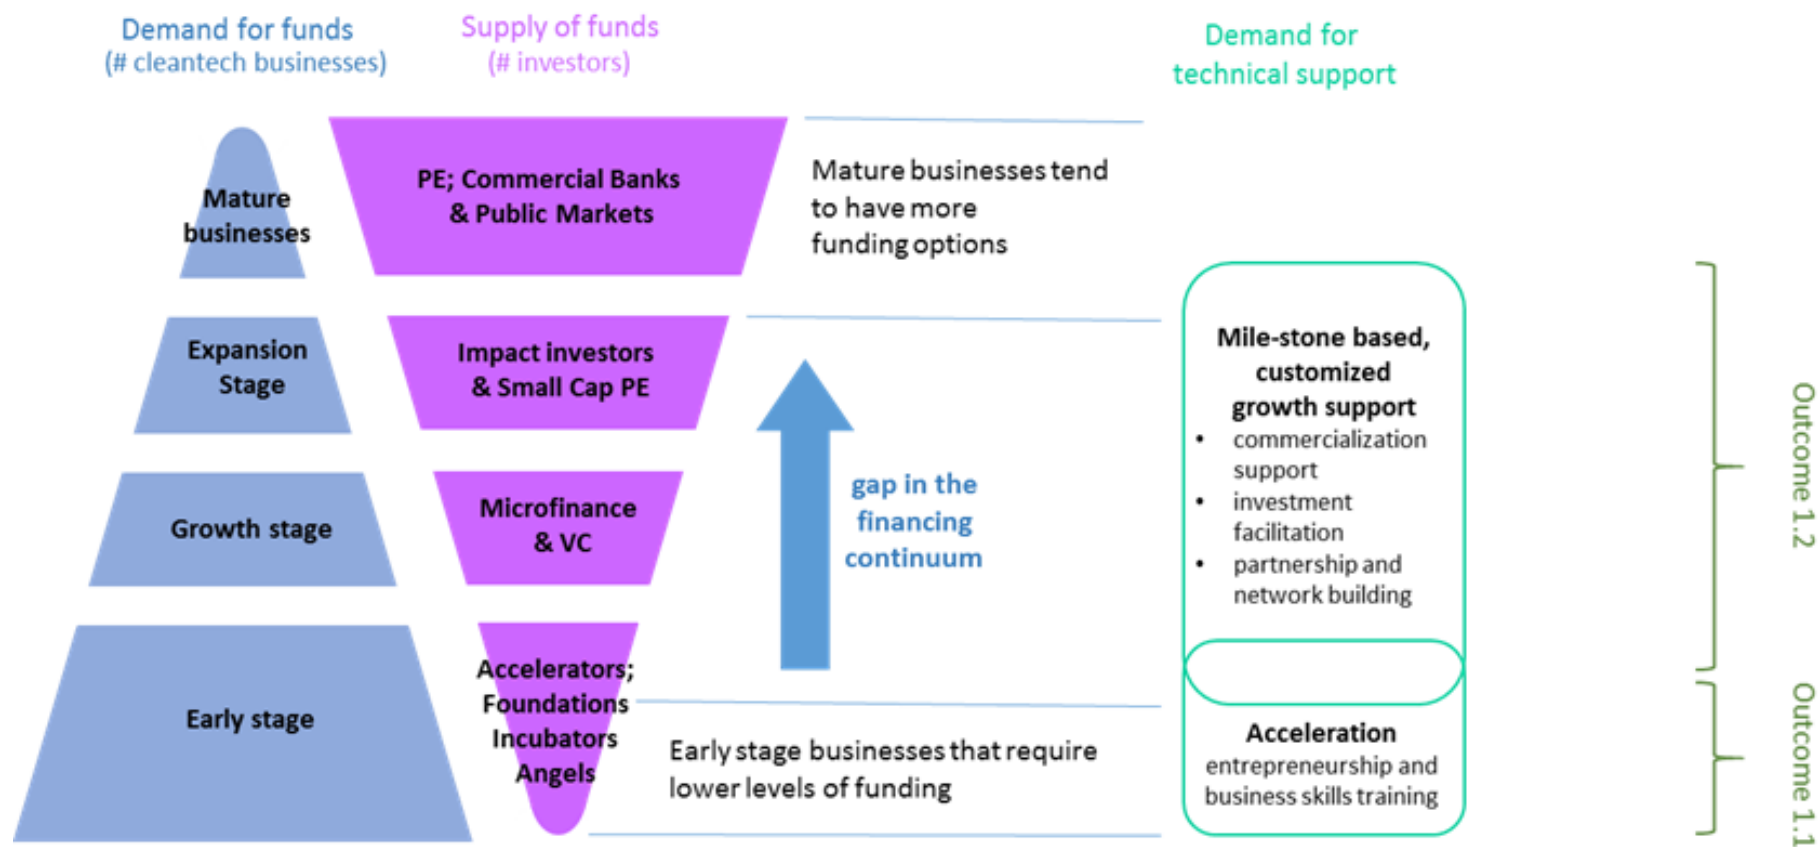 Demand for funds
(# cleantech businesses)
Supply of funds
(# investors)
Demand for
technical support
Mature
businesses
PE; Commercial Banks
& Public Markets
Mature businesses tend
to have more
funding options
Expansion
Stage
Impact investors
& Small Cap PE
Growth stage
Microfinance
& VC
gap in the
financing
continuum
Early stage
Accelerators;
Foundations
Incubators
Angels
Early stage businesses that require
lower levels of funding
Mile-stone based,
customized
growth support
• commercialization
support
• investment
facilitation
• partnership and
network building
Acceleration
entrepreneurship and
business skills training
Outcome 1.2
Outcome 1.1